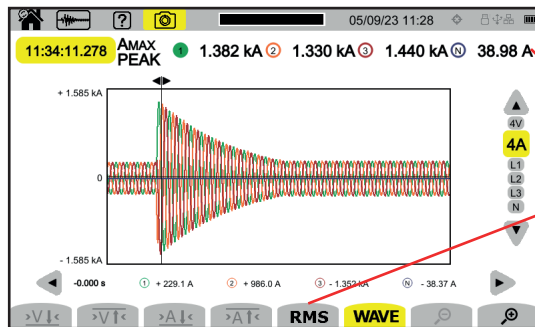 ? 05/09/23 11:28
11:34:11.278 AMAX PEAK 1 1.382 kA 2 1.330 kA 3 1.440 kA N 38.98 A
+ 1.585 kA
0
- 1.585 kA
4V
4A
L1
L2
L3
N
-0.000 s 1 + 229.1 A 2 + 986.0 A 3 - 1.352 kA N - 38.37 A
>V↓< >V↑< >A↓< >A↑< RMS WAVE